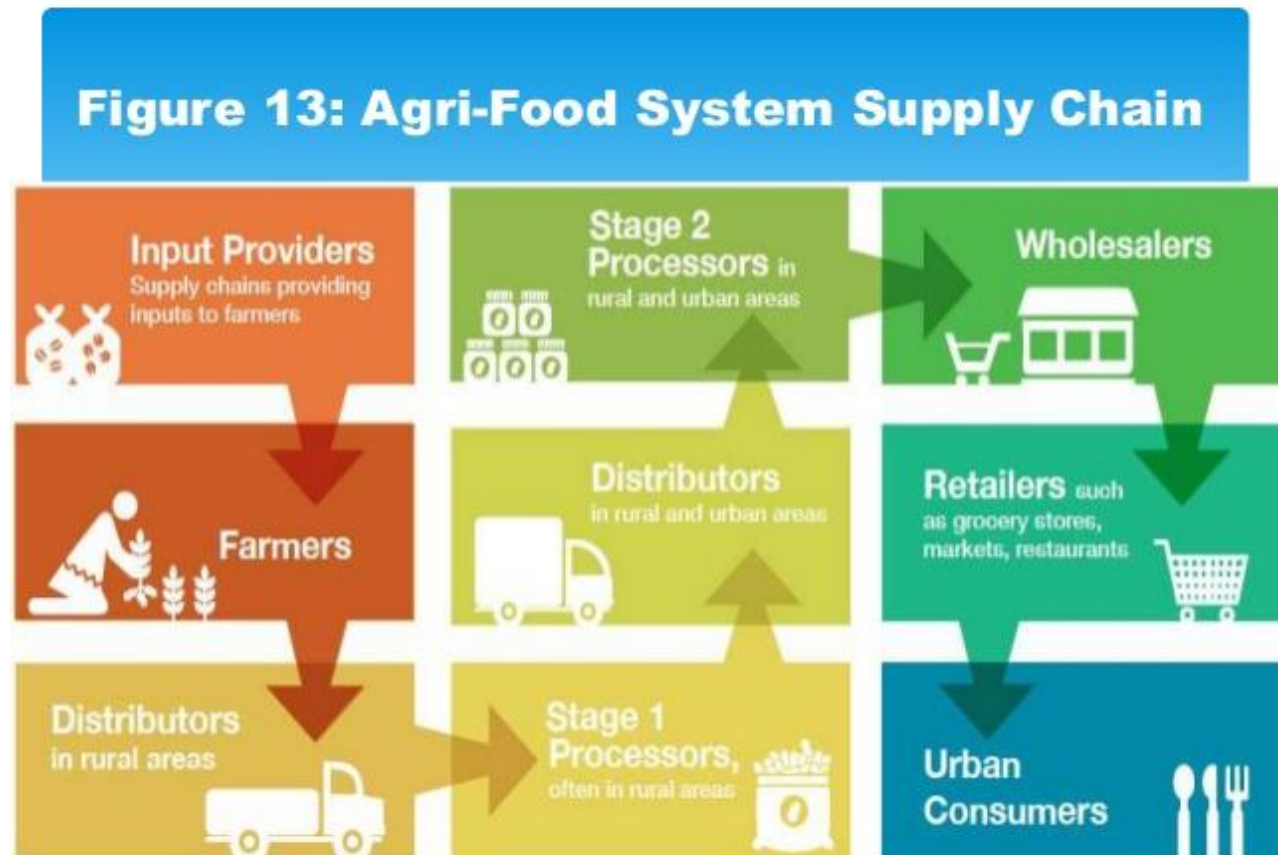 Figure 13: Agri-Food System Supply Chain
Input Providers
Supply chains providing
inputs to farmers
Farmers
Distributors
in rural areas
Stage 1
Processors,
often in rural areas
Distributors
in rural and urban areas
Stage 2
Processors in
rural and urban areas
Wholesalers
Retailers such
as grocery stores,
markets, restaurants
Urban
Consumers